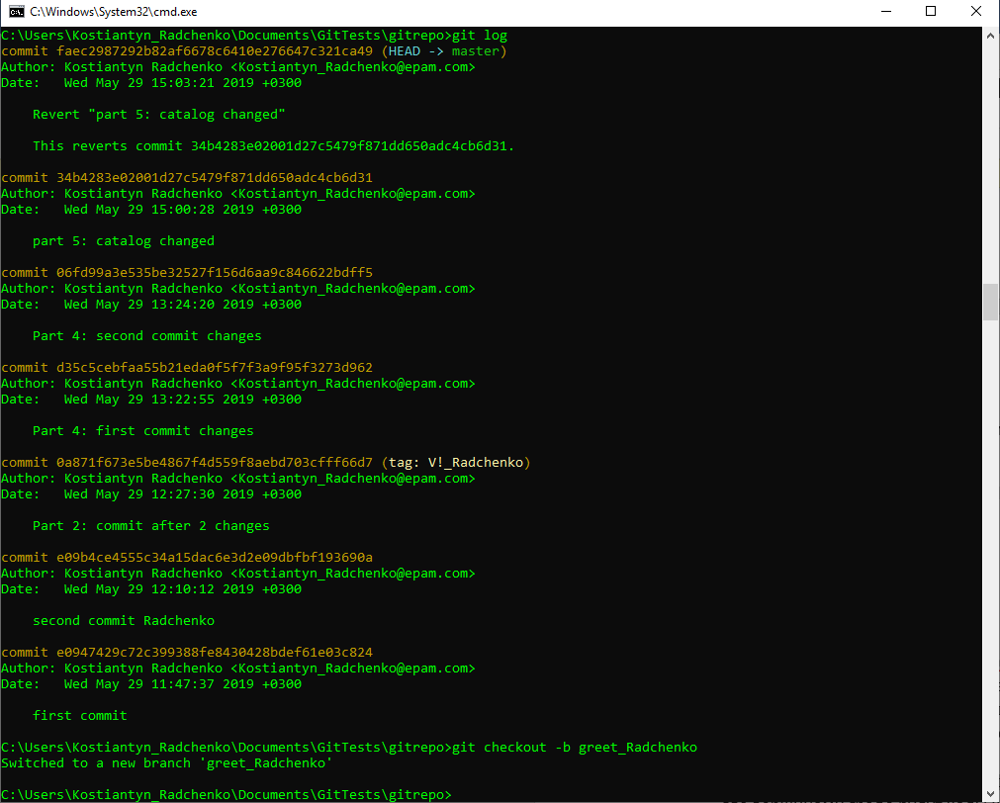 C:\Windows\System32\cmd.exe
C:\Users\Kostiantyn_Radchenko\Documents\GitTests\gitrepo>git log
commit faec2987292b82af6678c6410e276647c321ca49 (HEAD -> master)
Author: Kostiantyn Radchenko <Kostiantyn_Radchenko@epam.com>
Date:   Wed May 29 15:03:21 2019 +0300
    Revert "part 5: catalog changed"
    This reverts commit 34b4283e02001d27c5479f871dd650adc4cb6d31.
commit 34b4283e02001d27c5479f871dd650adc4cb6d31
Author: Kostiantyn Radchenko <Kostiantyn_Radchenko@epam.com>
Date:   Wed May 29 15:00:28 2019 +0300
    part 5: catalog changed
commit 06fd99a3e535be32527f156d6aa9c846622bdff5
Author: Kostiantyn Radchenko <Kostiantyn_Radchenko@epam.com>
Date:   Wed May 29 13:24:20 2019 +0300
    Part 4: second commit changes
commit d35c5cebfaa55b21eda0f5f7f3a9f95f3273d962
Author: Kostiantyn Radchenko <Kostiantyn_Radchenko@epam.com>
Date:   Wed May 29 13:22:55 2019 +0300
    Part 4: first commit changes
commit 0a871f673e5be4867f4d559f8aebd703cfff66d7 (tag: V!_Radchenko)
Author: Kostiantyn Radchenko <Kostiantyn_Radchenko@epam.com>
Date:   Wed May 29 12:27:30 2019 +0300
    Part 2: commit after 2 changes
commit e09b4ce4555c34a15dac6e3d2e09dbfbf193690a
Author: Kostiantyn Radchenko <Kostiantyn_Radchenko@epam.com>
Date:   Wed May 29 12:10:12 2019 +0300
    second commit Radchenko
commit e0947429c72c399388fe8430428bdef61e03c824
Author: Kostiantyn Radchenko <Kostiantyn_Radchenko@epam.com>
Date:   Wed May 29 11:47:37 2019 +0300
    first commit
C:\Users\Kostiantyn_Radchenko\Documents\GitTests\gitrepo>git checkout -b greet_Radchenko
Switched to a new branch 'greet_Radchenko'
C:\Users\Kostiantyn_Radchenko\Documents\GitTests\gitrepo>